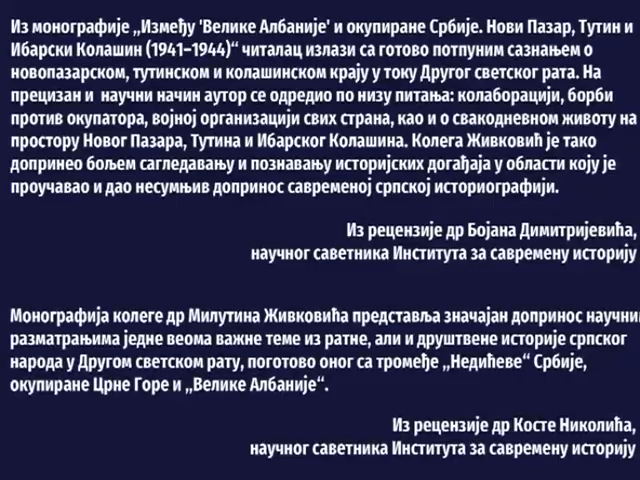 Из монографије „Између 'Велике Албаније' и окупиране Србије. Нови Пазар, Тутин и
Ибарски Колашин (1941–1944)“ читалац излази са готово потпуним сазнањем о
новопазарском, тутинском и колашинском крају у току Другог светског рата. На
прецизан и научни начин аутор се одредио по низу питања: колаборацији, борби
против окупатора, војној организацији свих страна, као и о свакодневном животу на
простору Новог Пазара, Тутина и Ибарског Колашина. Колега Живковић је тако
допринео бољем сагледавању и познавању историјских догађаја у области коју је
проучавао и дао несумњив допринос савременој српској историографији.
Из рецензије др Бојана Димитријевића,
научног саветника Института за савремену историју
Монографија колеге др Милутина Живковића представља значајан допринос научним
разматрањима једне веома важне теме из ратне, али и друштвене историје српског
народа у Другом светском рату, поготово оног са тромеђе „Недићеве“ Србије,
окупиране Црне Горе и „Велике Албаније“.
Из рецензије др Косте Николића,
научног саветника Института за савремену историју